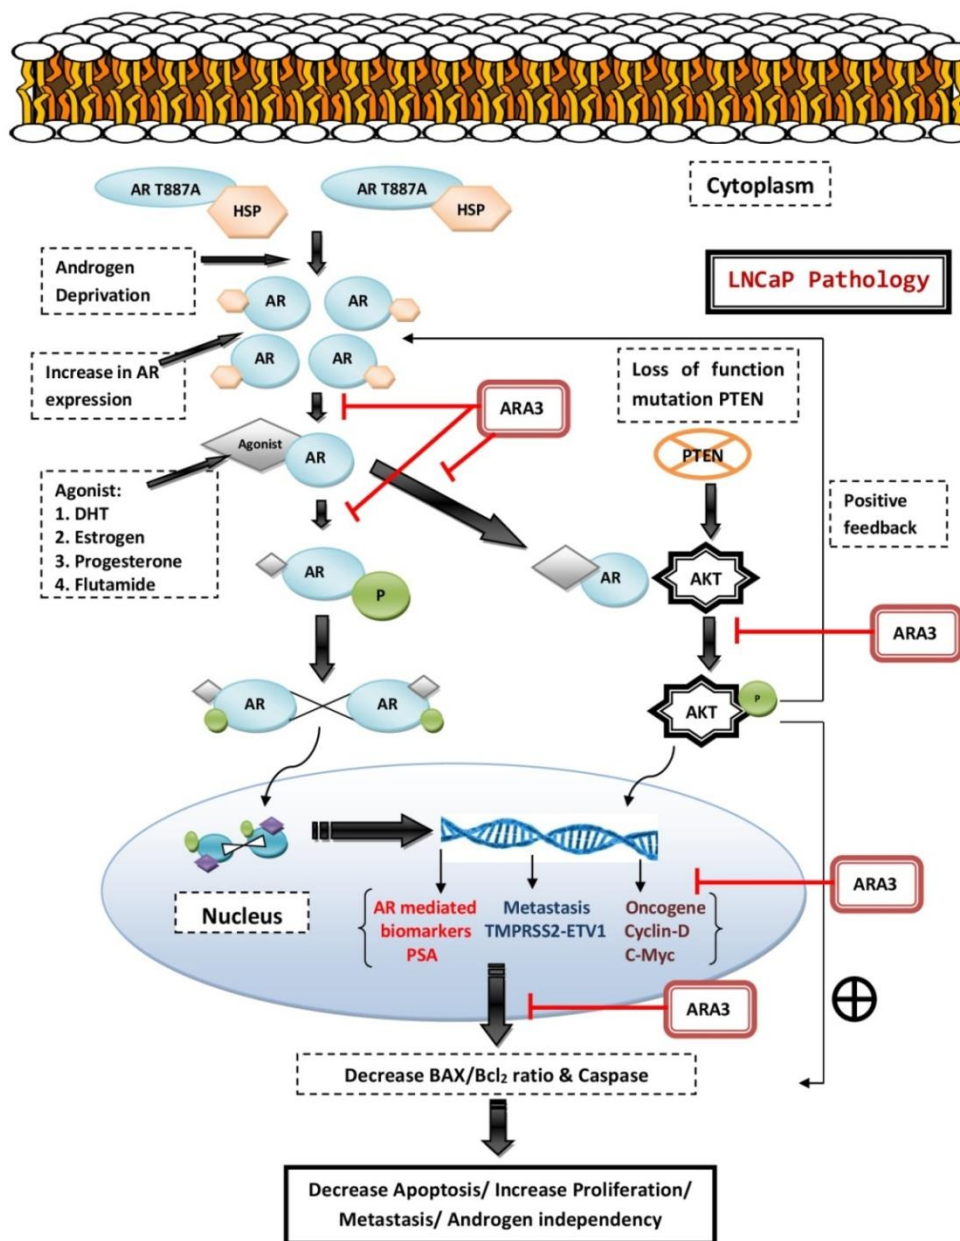 AR T887A
HSP
AR T887A
HSP
Cytoplasm
Androgen
Deprivation
LNCaP Pathology
AR
AR
AR
AR
Increase in AR
expression
Loss of function
mutation PTEN
ARA3
Agonist
AR
PTEN
Agonist:
1. DHT
2. Estrogen
3. Progesterone
4. Flutamide
Positive
feedback
AR
P
AR
AKT
ARA3
AR
AR
AKT
P
Nucleus
AR mediated
biomarkers
PSA
Metastasis
TMPRSS2-ETV1
Oncogene
Cyclin-D
C-Myc
ARA3
ARA3
Decrease BAX/Bcl₂ ratio & Caspase
Decrease Apoptosis/ Increase Proliferation/
Metastasis/ Androgen independency